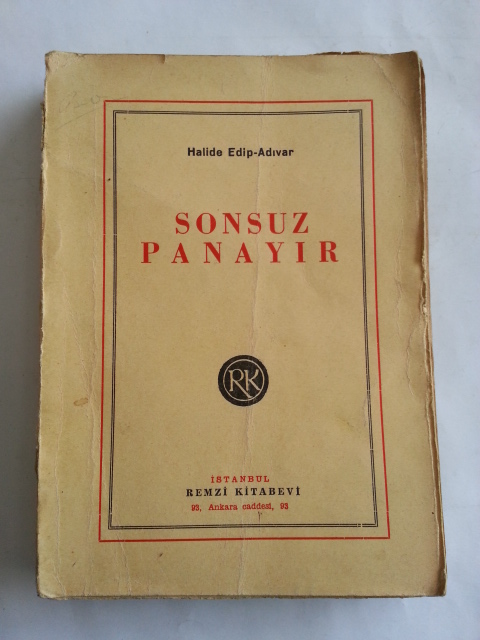 Halide Edip-Adıvar
SONSUZ
PANAYIR
RK
İSTANBUL
REMZİ KİTABEVİ
93, Ankara caddesi, 93